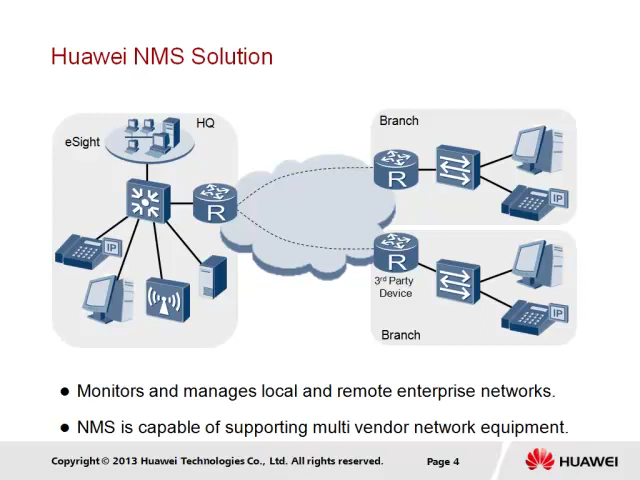 Huawei NMS Solution
HQ
eSight
R
IP
Branch
R
IP
R
3rd Party
Device
IP
Branch
● Monitors and manages local and remote enterprise networks.
● NMS is capable of supporting multi vendor network equipment.
Copyright © 2013 Huawei Technologies Co., Ltd. All rights reserved.
Page 4
HUAWEI